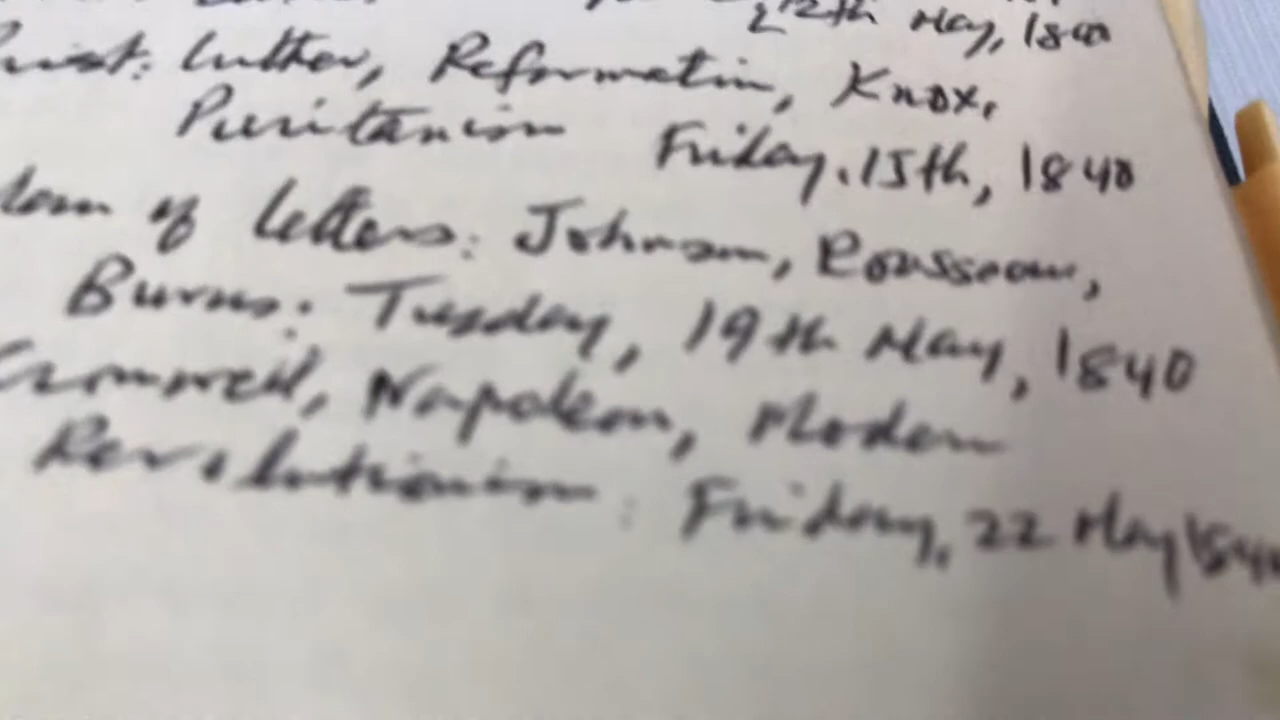 12th May, 1840
Luther, Reformation, Knox,
Puritanism Friday, 15th, 1840
of letters: Johnson, Rousseau,
Burns: Tuesday, 19th May, 1840
Cromwell, Napoleon, Modern
Revolutionism: Friday, 22 May 1840